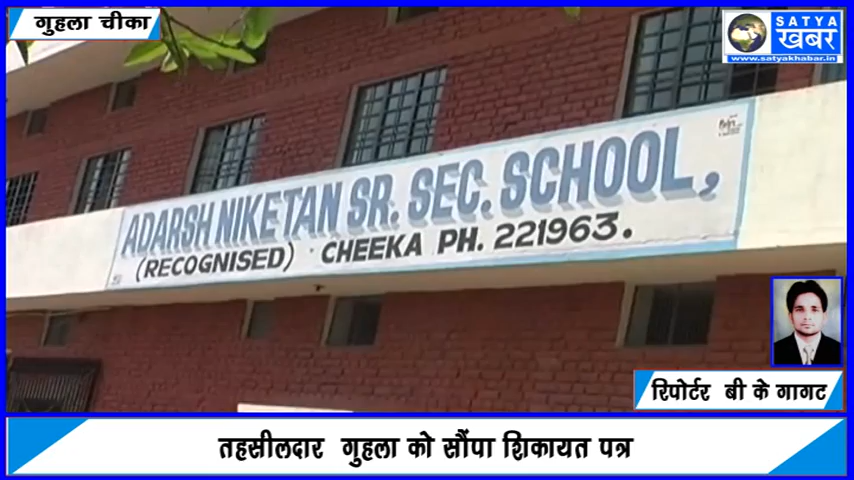 गुहला चीका
SATYA
खबर
www.satyakhabar.in
ADARSH NIKETAN SR. SEC. SCHOOL,
(RECOGNISED) CHEEKA PH. 221963.
रिपोर्टर बी के गागट
तहसीलदार गुहला को सौंपा शिकायत पत्र